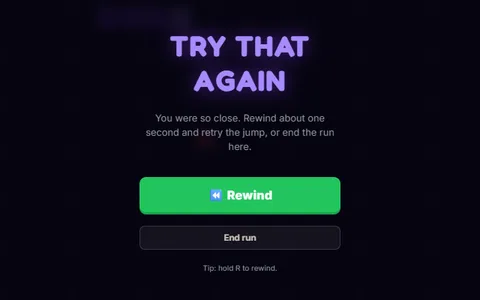 TRY THAT
AGAIN
You were so close. Rewind about one
second and retry the jump, or end the run
here.
⏪ Rewind
End run
Tip: hold R to rewind.